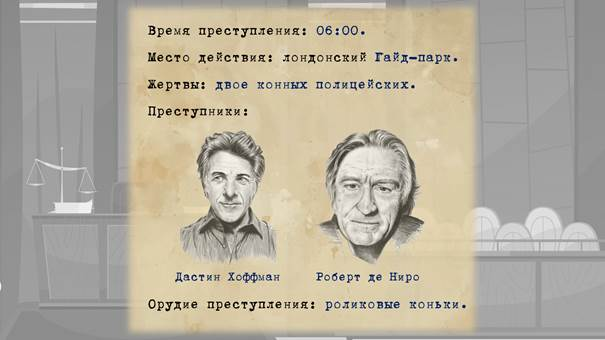 Время преступления: 06:00.
Место действия: лондонский Гайд-парк.
Жертвы: двое конных полицейских.
Преступники:
Дастин Хоффман Роберт де Ниро
Орудие преступления: роликовые коньки.